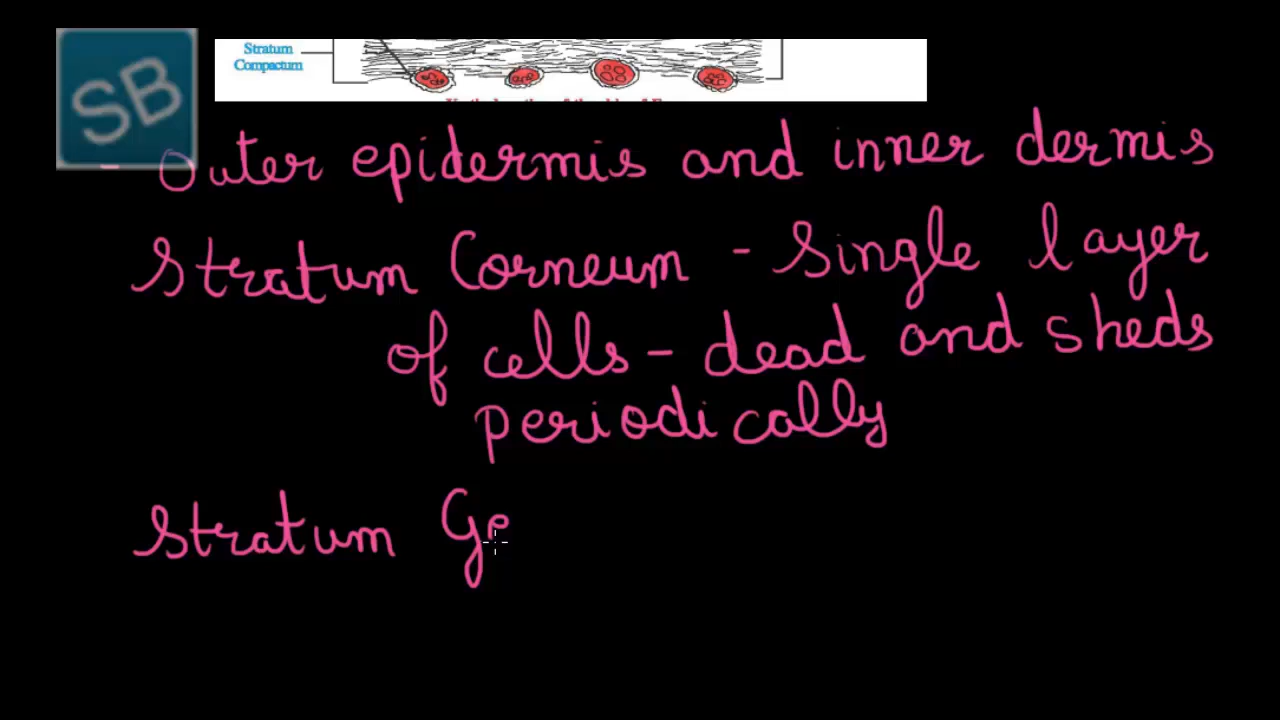 SB
Stratum
Compactum
- Outer epidermis and inner dermis
Stratum Corneum - Single layer
of cells - dead and sheds
periodically
Stratum Ge